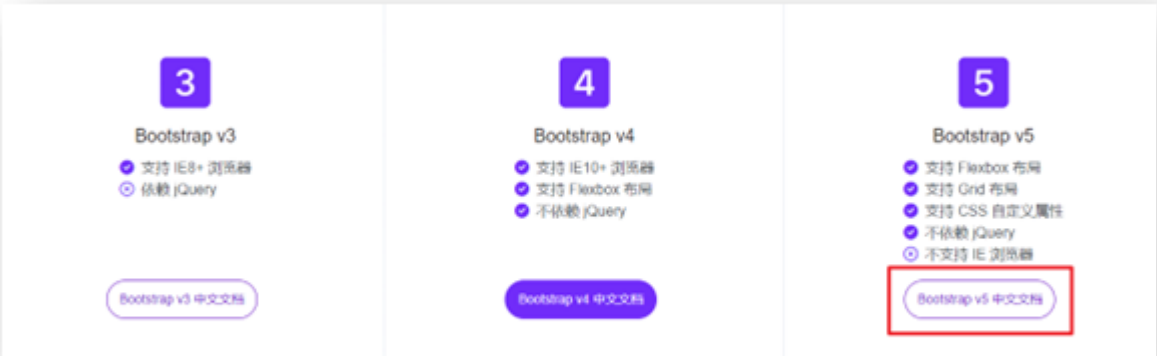 3
Bootstrap v3
支持 IE8+ 浏览器
依赖 jQuery
Bootstrap v3 中文文档
4
Bootstrap v4
支持 IE10+ 浏览器
支持 Flexbox 布局
不依赖 jQuery
Bootstrap v4 中文文档
5
Bootstrap v5
支持 Flexbox 布局
支持 Grid 布局
支持 CSS 自定义属性
不依赖 jQuery
不支持 IE 浏览器
Bootstrap v5 中文文档